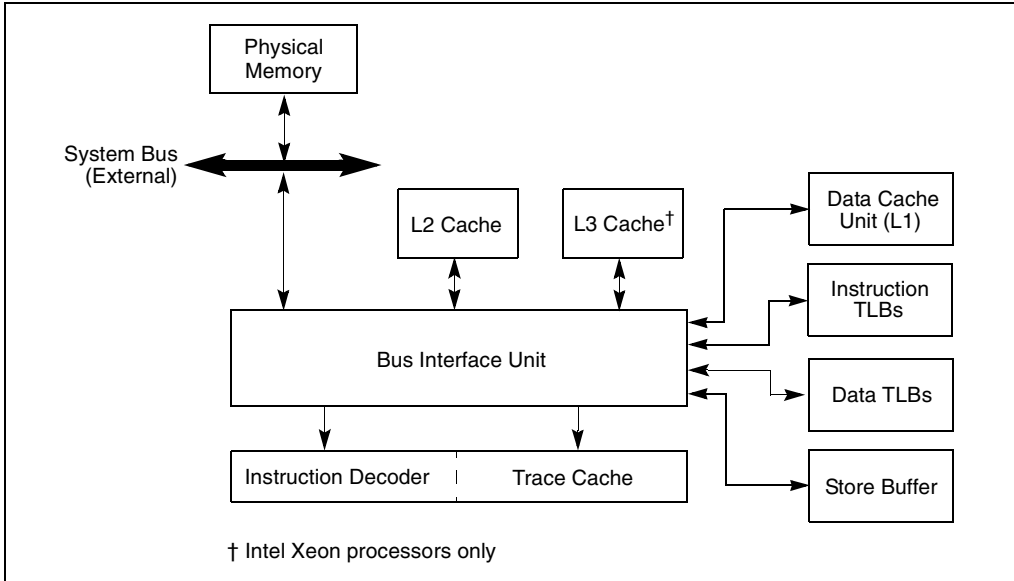 Physical
Memory
System Bus
(External)
L2 Cache
L3 Cache†
Data Cache
Unit (L1)
Instruction
TLBs
Bus Interface Unit
Data TLBs
Instruction Decoder
Trace Cache
Store Buffer
† Intel Xeon processors only